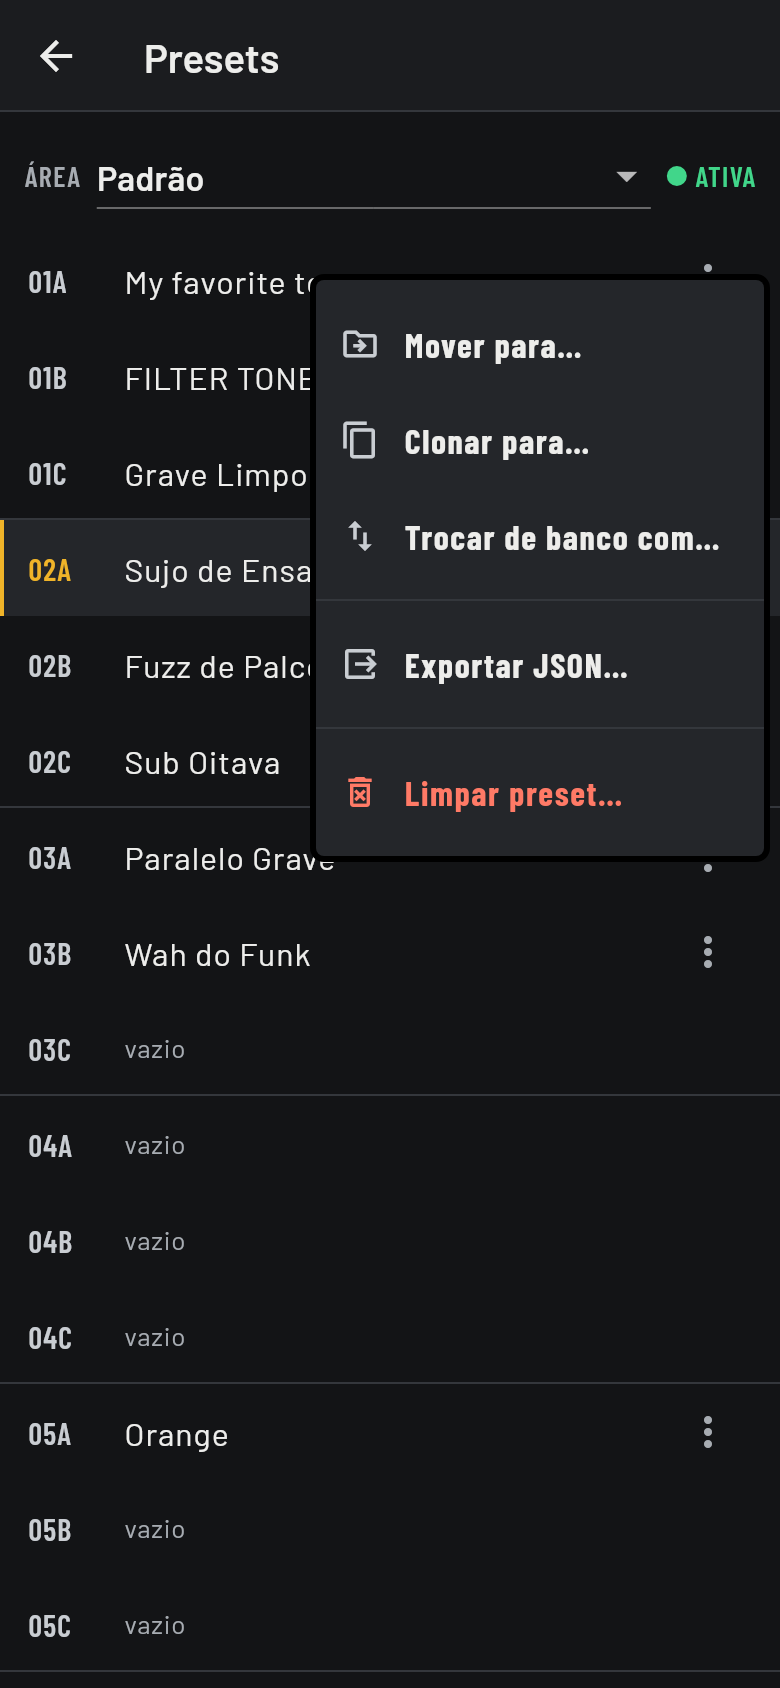 Presets
ÁREA Padrão ATIVA
01A My favorite
01B FILTER TONE
01C Grave Limpo
02A Sujo de
02B Fuzz de
02C Sub Oitava
03A Paralelo Grave
03B Wah do Funk
03C vazio
04A vazio
04B vazio
04C vazio
05A Orange
05B vazio
05C vazio
Mover para...
Clonar para...
Trocar de banco com...
Exportar JSON...
Limpar preset...